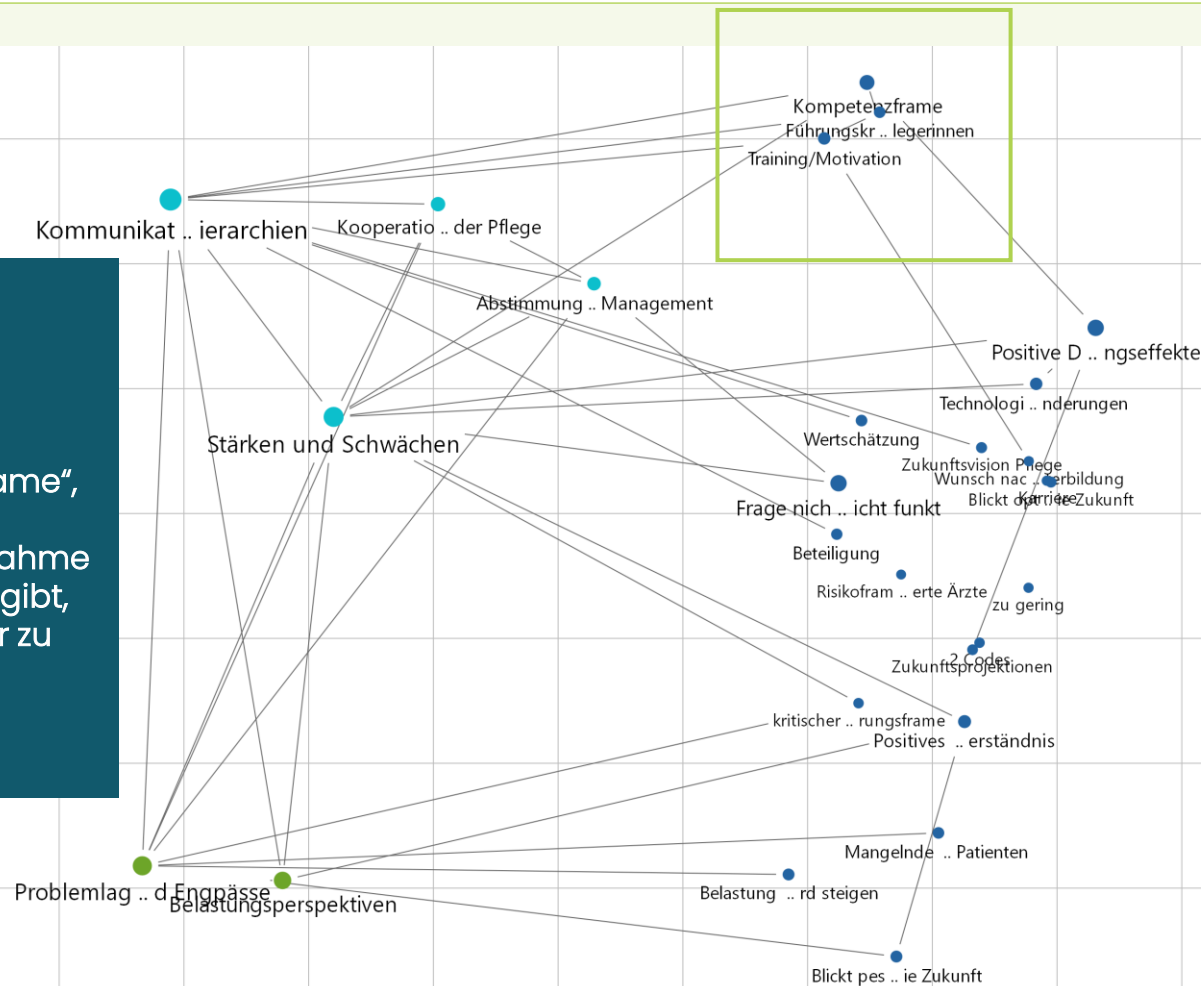 Kompetenzframe
Führungskr .. legerinnen
Training/Motivation
Kommunikat .. ierarchien
Kooperatio .. der Pflege
Abstimmung .. Management
Positive D .. ngseffekte
Technologi .. nderungen
Stärken und Schwächen
Wertschätzung
Zukunftsvision Pflege
Wunsch nac .. terbildung
Karriere
Blickt opt .. ie Zukunft
ame“,
Frage nich .. icht funkt
ahme
Beteiligung
gibt,
Risikofram .. erte Ärzte
zu gering
r zu
2 Codes
Zukunftsprojektionen
kritischer .. rungsframe
Positives .. erständnis
Mangelnde .. Patienten
Problemlag .. d Engpässe
Belastung .. rd steigen
Belastungsperspektiven
Blickt pes .. ie Zukunft